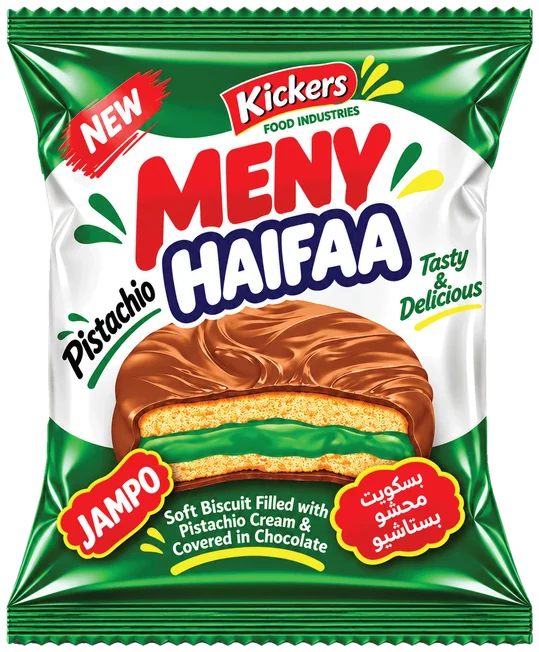 NEW
Kickers
FOOD INDUSTRIES
MENY
HAIFAA
Pistachio
Tasty
&
Delicious
JAMPO
Soft Biscuit Filled with
Pistachio Cream &
Covered in Chocolate
بسكويت
محشو
بستاشيو